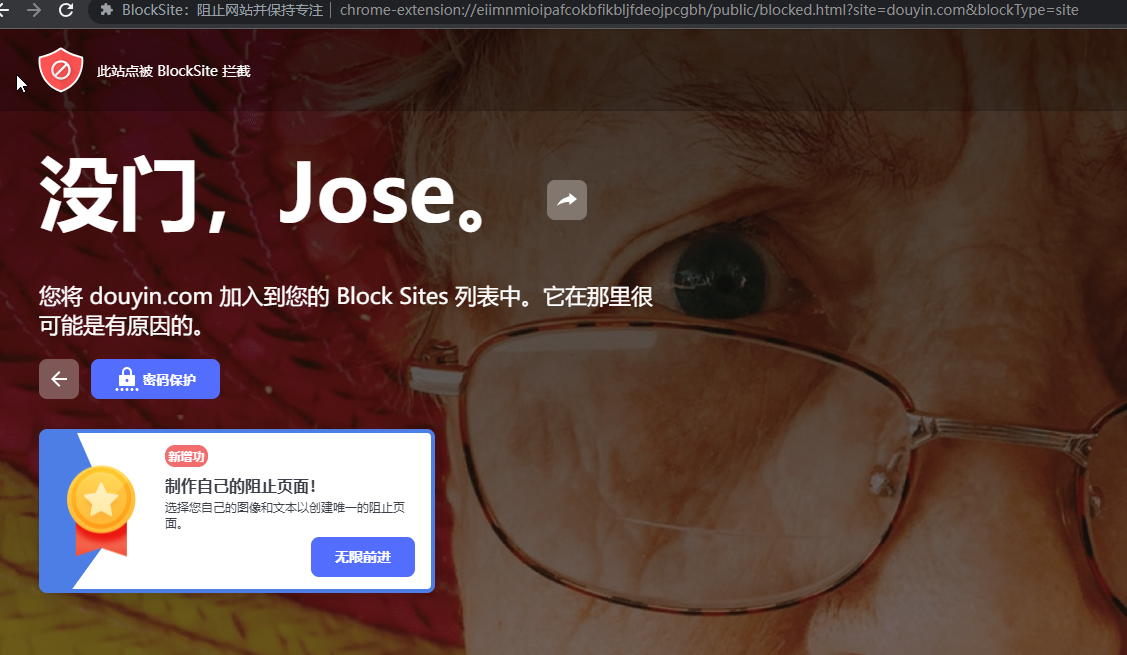 BlockSite：阻止网站并保持专注 | chrome-extension://eiimnmioipafcokbfikbljfdeojpcgbh/public/blocked.html?site=douyin.com&blockType=site
此站点被 BlockSite 拦截
没门，Jose。
您将 douyin.com 加入到您的 Block Sites 列表中。它在那里很
可能是有原因的。
密码保护
新增功
制作自己的阻止页面！
选择您自己的图像和文本以创建唯一的阻止页
面。
无限前进